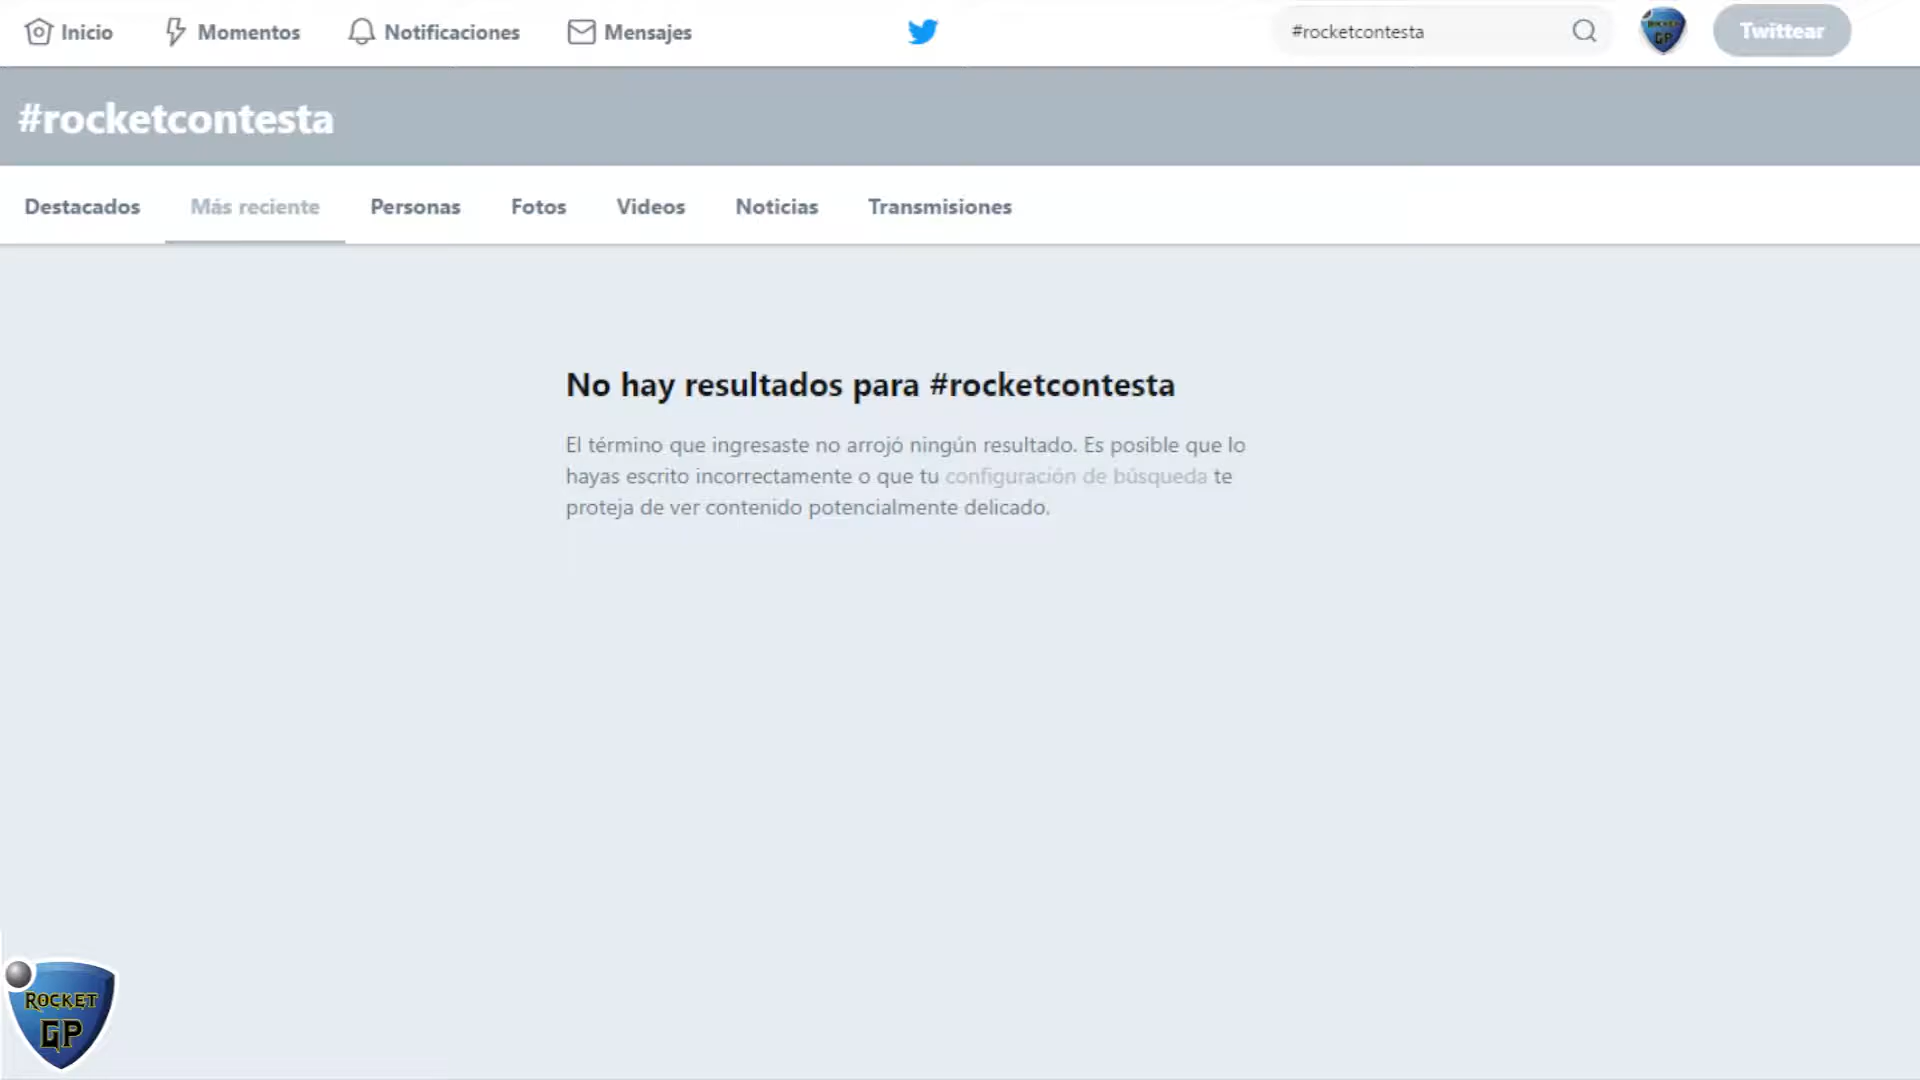 Inicio
Momentos
Notificaciones
Mensajes
#rocketcontesta
ROCKET
GP
Twittear
#rocketcontesta
Destacados
Más reciente
Personas
Fotos
Videos
Noticias
Transmisiones
No hay resultados para #rocketcontesta
El término que ingresaste no arrojó ningún resultado. Es posible que lo
hayas escrito incorrectamente o que tu configuración de búsqueda te
proteja de ver contenido potencialmente delicado.
ROCKET
GP